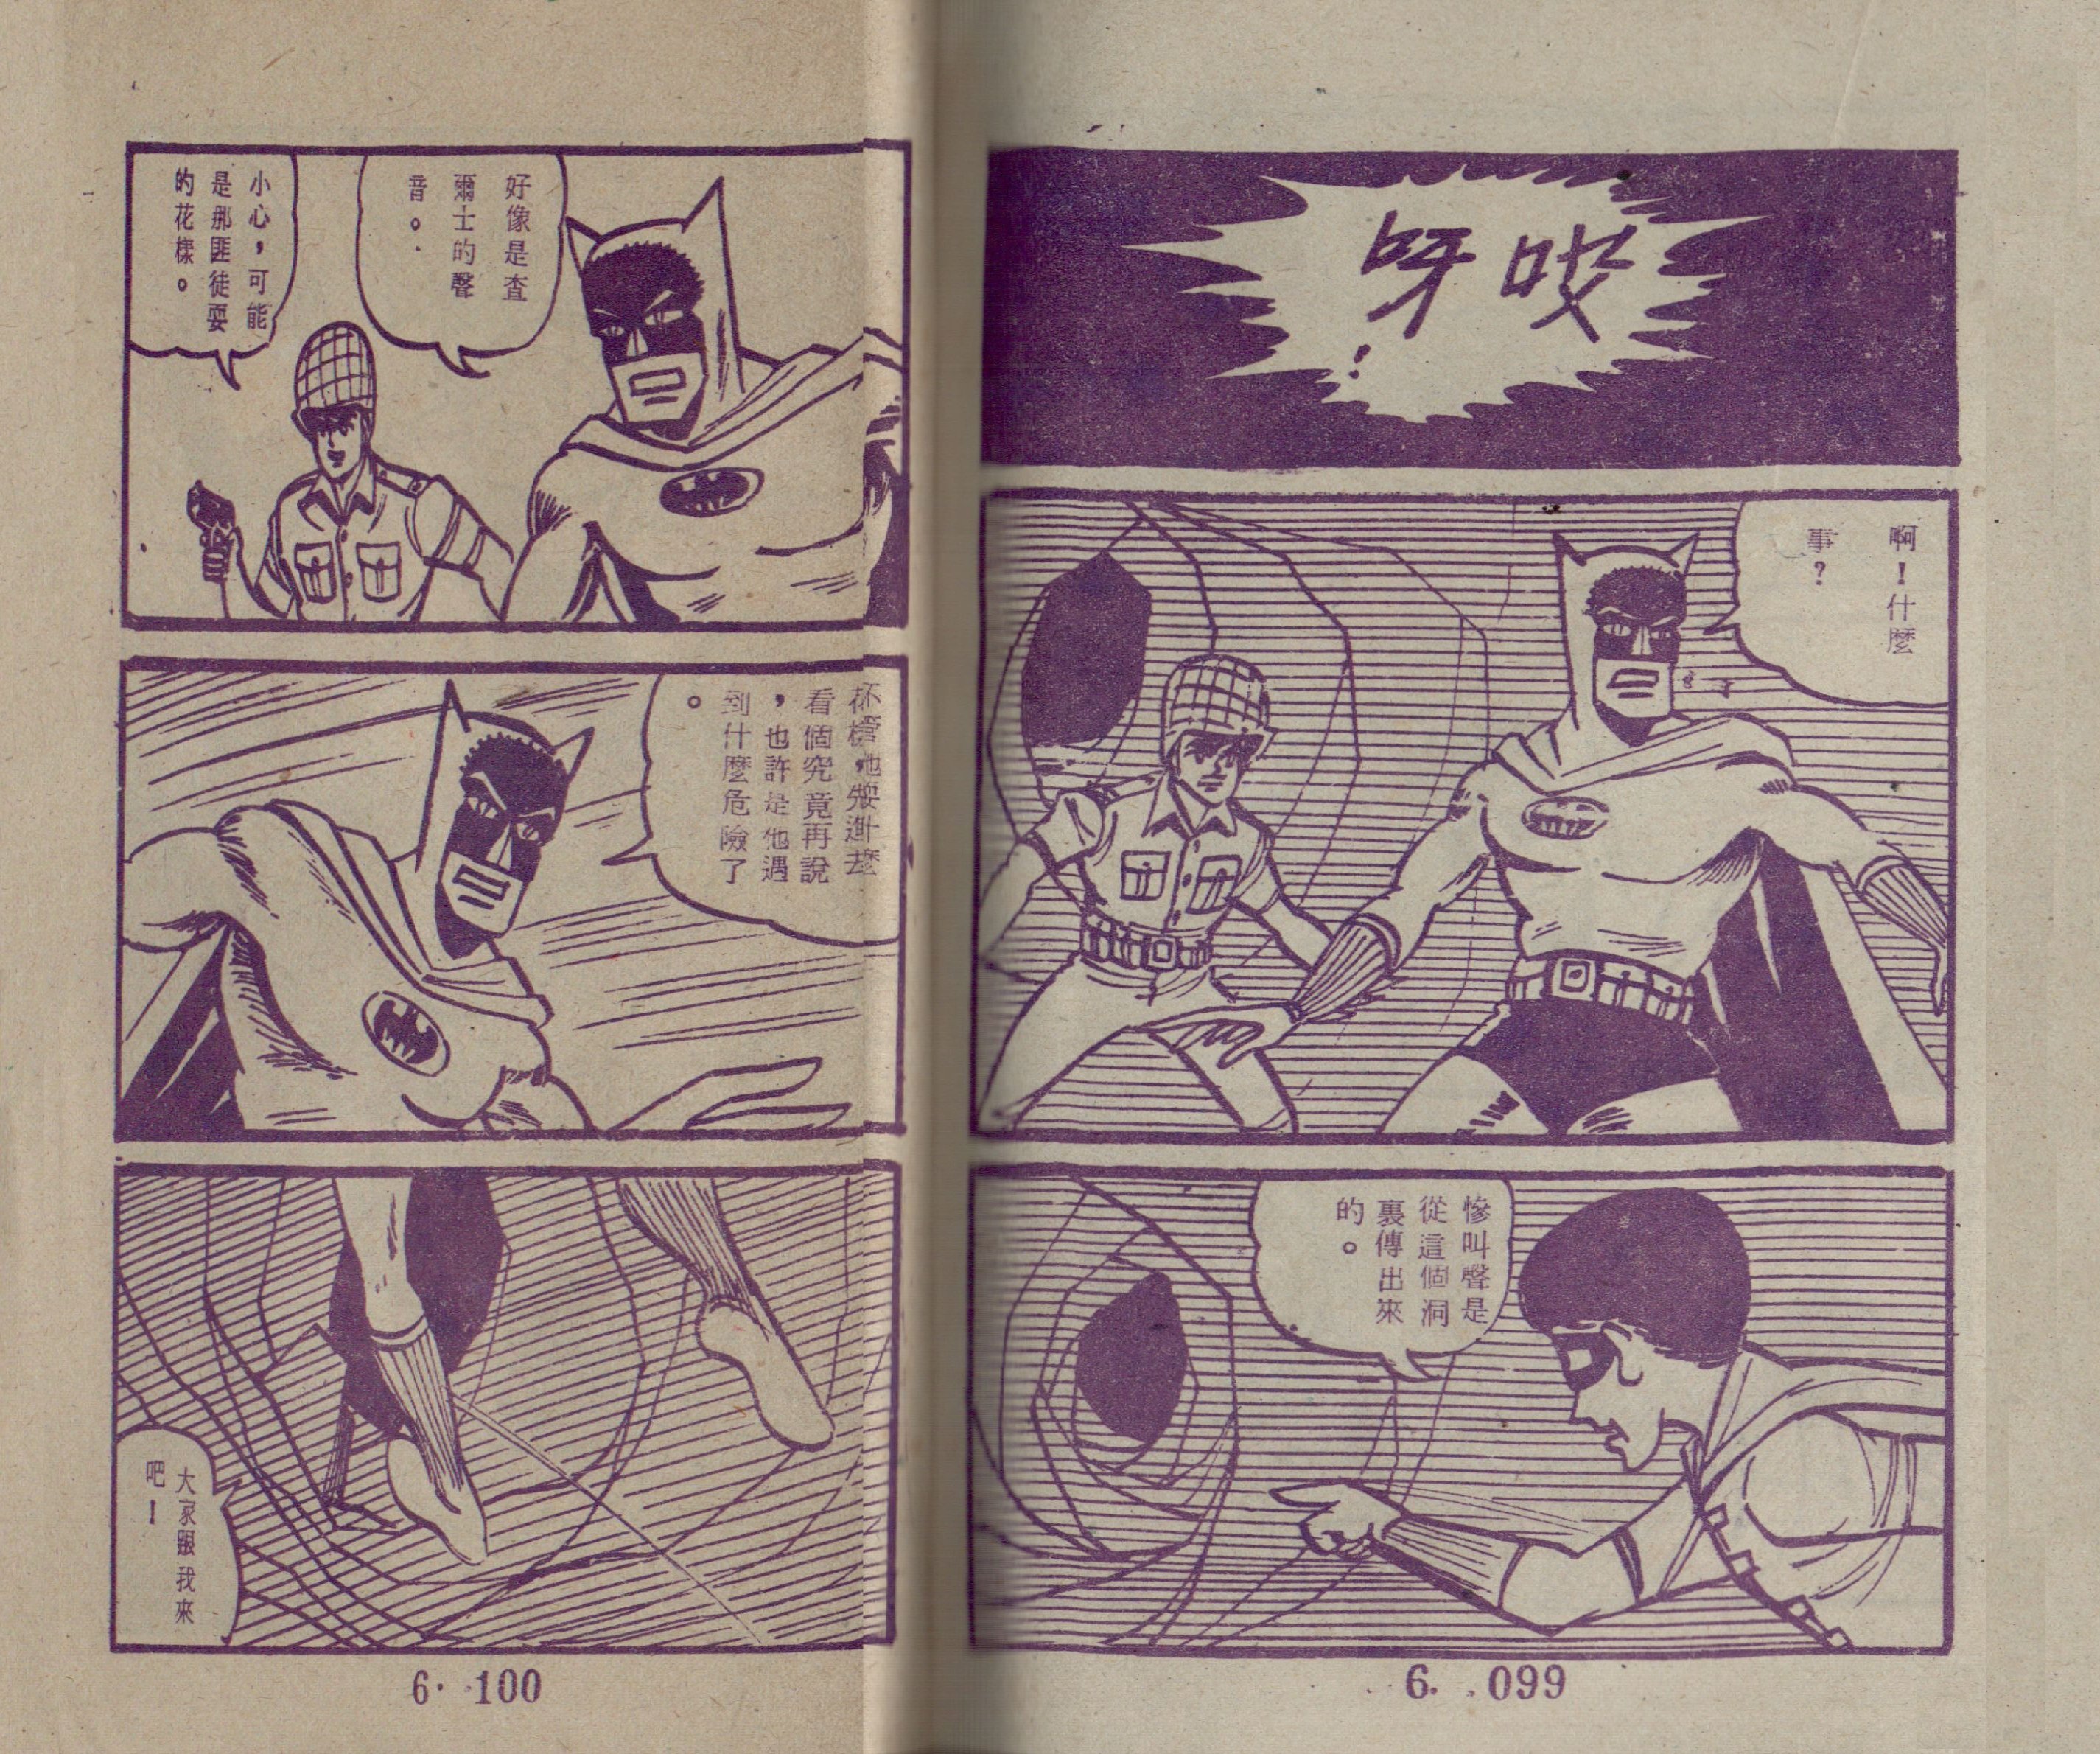 哎呀！
啊！什麼
事？
慘叫聲是
從這個洞
裏傳出來
的。
6. 099
好像是查
爾士的聲
音。
小心，可能
是那匪徒耍
的花樣。
看個究竟再說
，也許是他遇
到什麼危險了
。
大家跟我來
吧！
6. 100